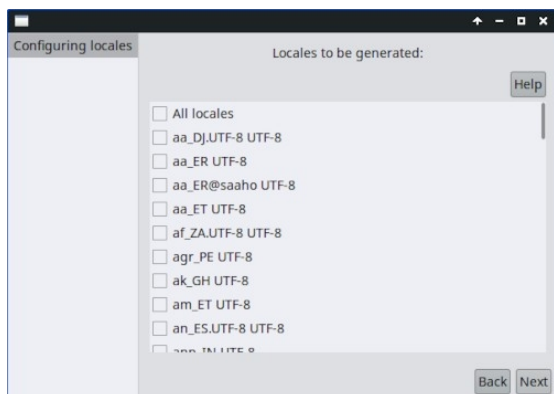 Configuring locales
Locales to be generated:
Help
All locales
aa_DJ.UTF-8 UTF-8
aa_ER UTF-8
aa_ER@saaho UTF-8
aa_ET UTF-8
af_ZA.UTF-8 UTF-8
agr_PE UTF-8
ak_GH UTF-8
am_ET UTF-8
an_ES.UTF-8 UTF-8
Back Next